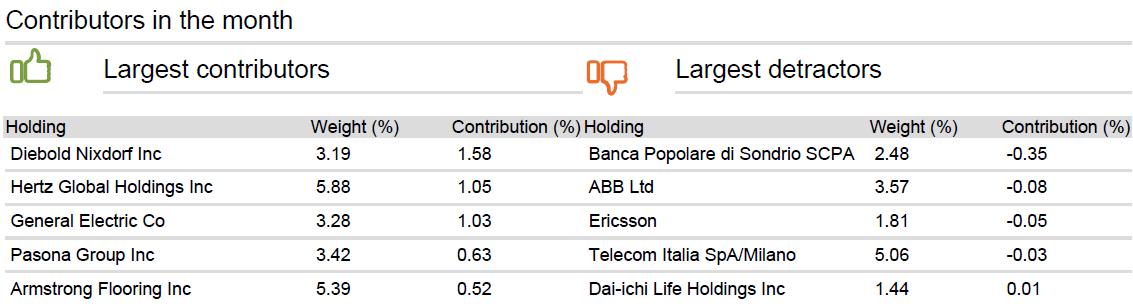 Contributors in the month
Largest contributors Largest detractors
Holding Weight (%) Contribution (%) Holding Weight (%) Contribution (%)
Diebold Nixdorf Inc 3.19 1.58 Banca Popolare di Sondrio SCPA 2.48 -0.35
Hertz Global Holdings Inc 5.88 1.05 ABB Ltd 3.57 -0.08
General Electric Co 3.28 1.03 Ericsson 1.81 -0.05
Pasona Group Inc 3.42 0.63 Telecom Italia SpA/Milano 5.06 -0.03
Armstrong Flooring Inc 5.39 0.52 Dai-ichi Life Holdings Inc 1.44 0.01